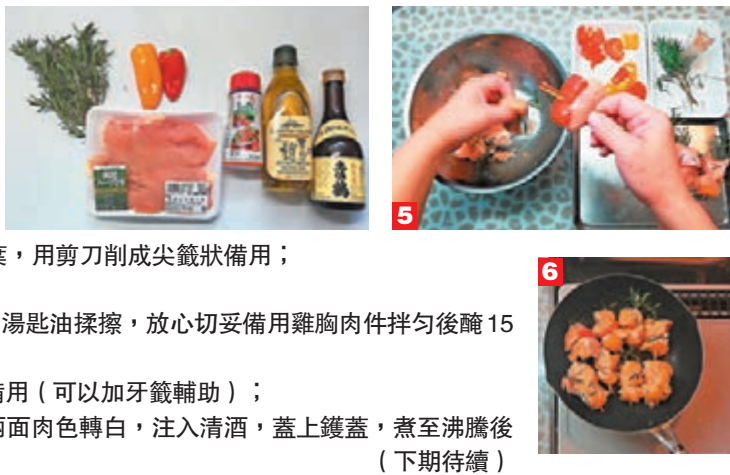 5
葉，用剪刀削成尖籤狀備用；
6
湯匙油揉擦，放心切妥備用雞胸肉件拌勻後醃15
備用（可以加牙籤輔助）；
兩面肉色轉白，注入清酒，蓋上鑊蓋，煮至沸騰後
（下期待續）